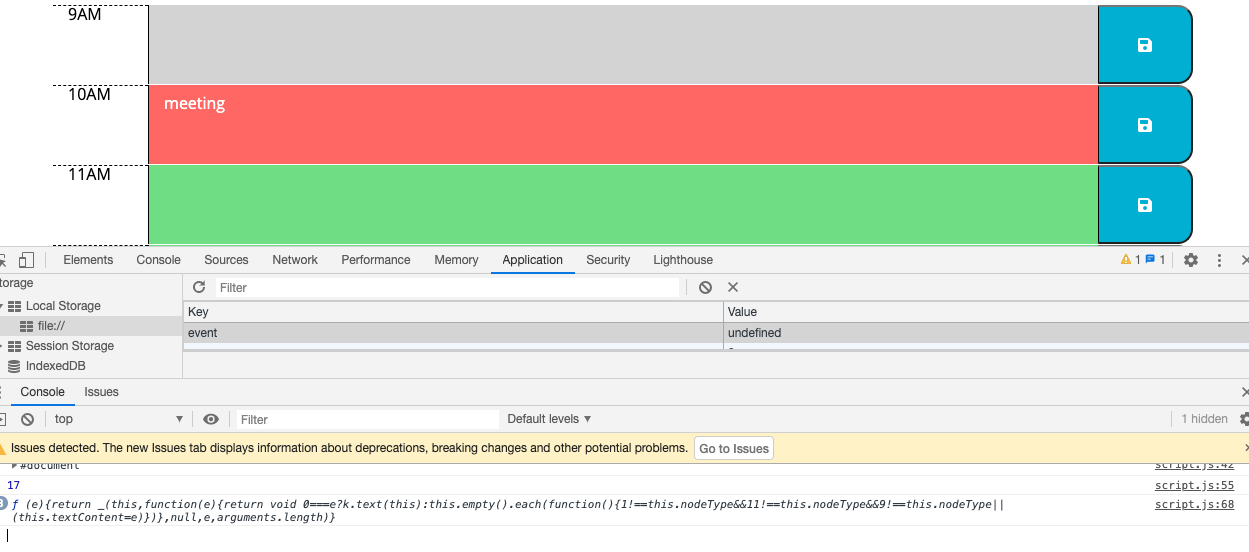 9AM
10AM
meeting
11AM
Elements Console Sources Network Performance Memory Application Security Lighthouse 1 1
torage
Filter
Local Storage
Key Value
file://
event undefined
Session Storage
IndexedDB
Console Issues
top Filter Default levels 1 hidden
Issues detected. The new Issues tab displays information about deprecations, breaking changes and other potential problems. Go to Issues
#document script.js:42
17 script.js:55
ƒ (e){return _(this,function(e){return void 0===e?k.text(this):this.empty().each(function(){1!==this.nodeType&&11!==this.nodeType&&9!==this.nodeType|| script.js:68
(this.textContent=e)})},null,e,arguments.length)}